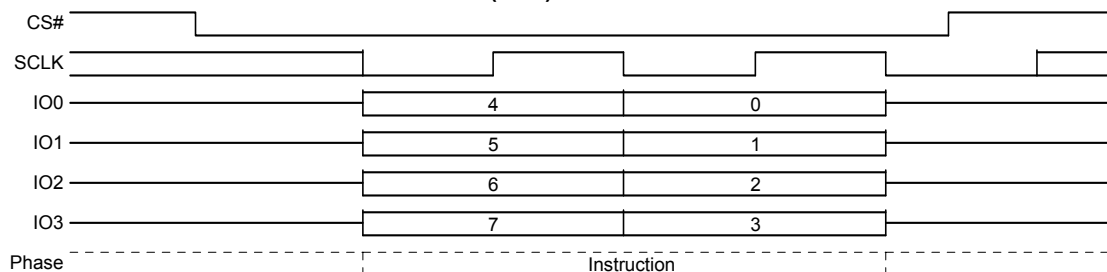 CS#
SCLK
IO0 4 0
IO1 5 1
IO2 6 2
IO3 7 3
Phase Instruction